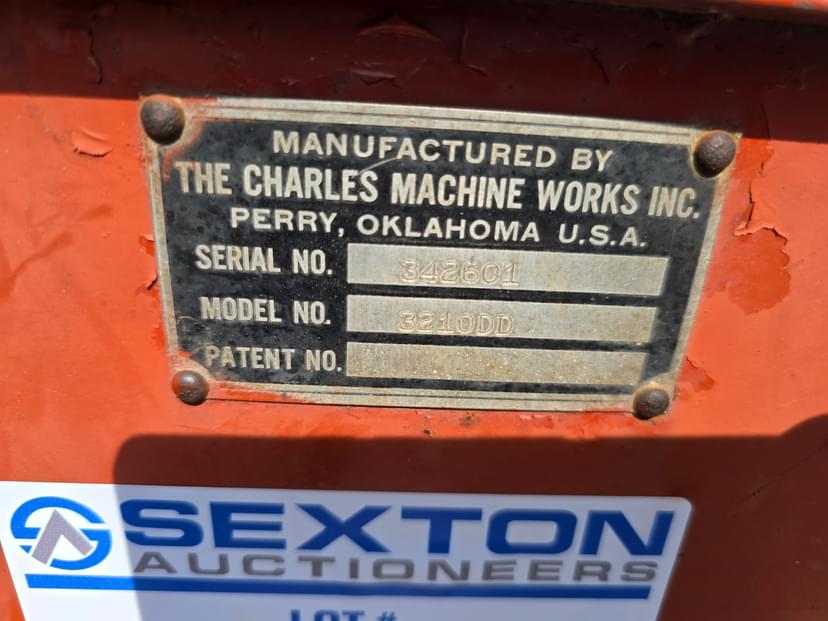 MANUFACTURED BY
THE CHARLES MACHINE WORKS INC.
PERRY, OKLAHOMA U.S.A.
SERIAL NO. 342601
MODEL NO. 3210DD
PATENT NO.
SEXTON
AUCTIONEERS
LOT #